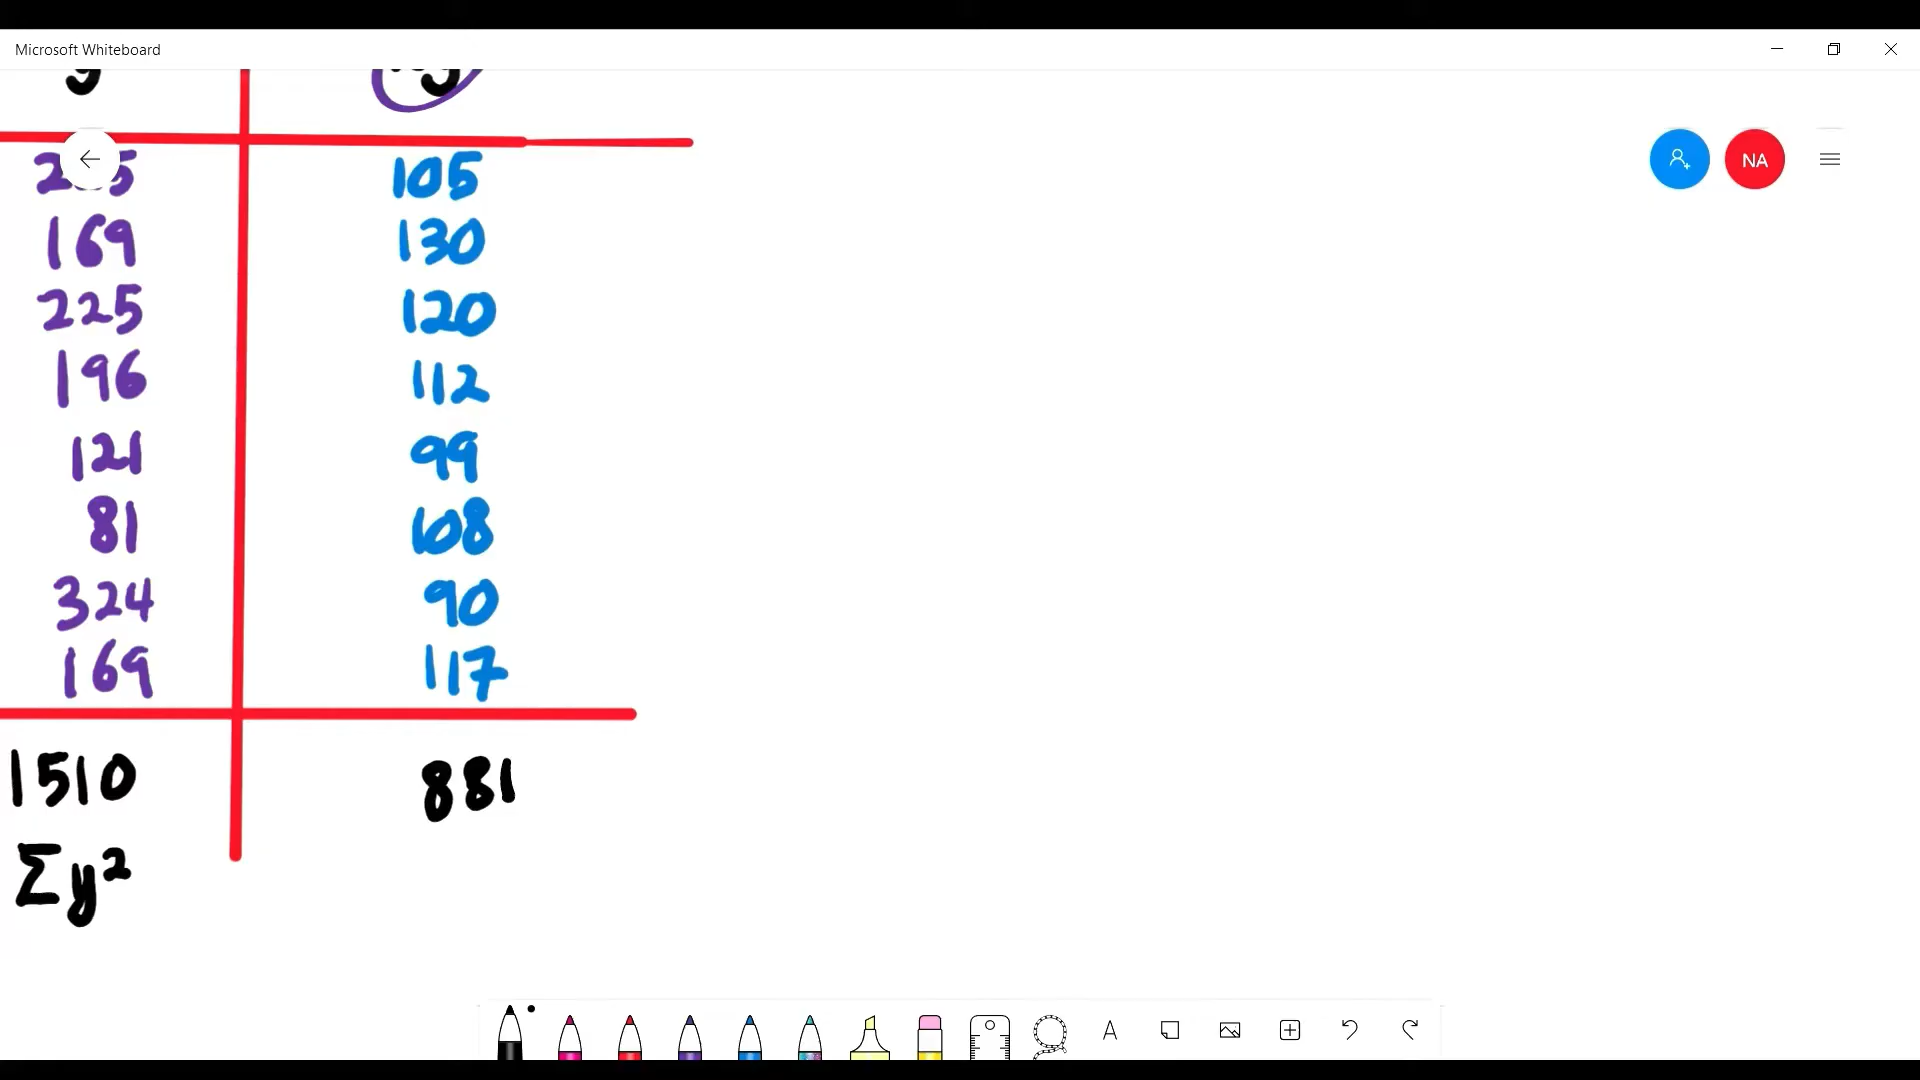 Microsoft Whiteboard
NA
105
169 130
225 120
196 112
121 99
81 108
324 90
169 117
1510 881
Σy²
A